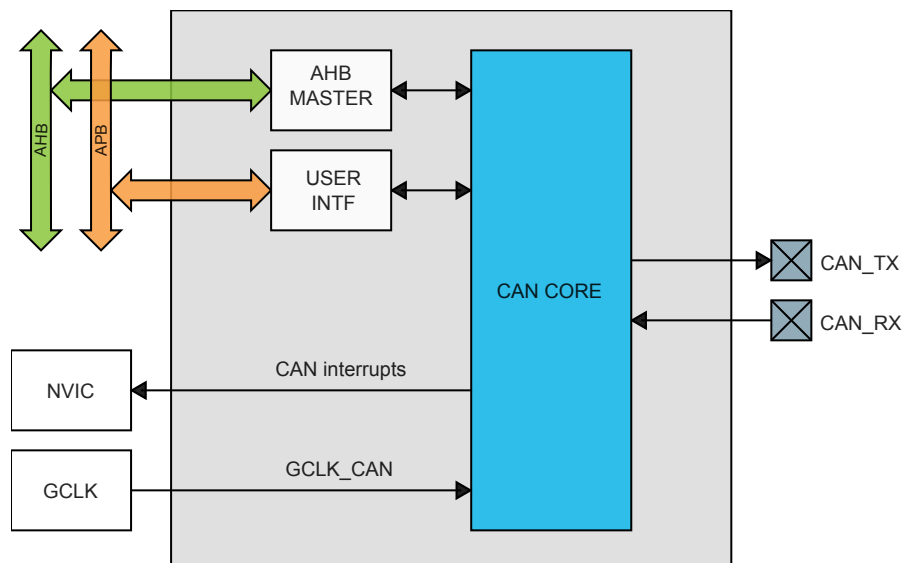 AHB
APB
AHB
MASTER
USER
INTF
CAN CORE
CAN_TX
CAN_RX
CAN interrupts
NVIC
GCLK_CAN
GCLK